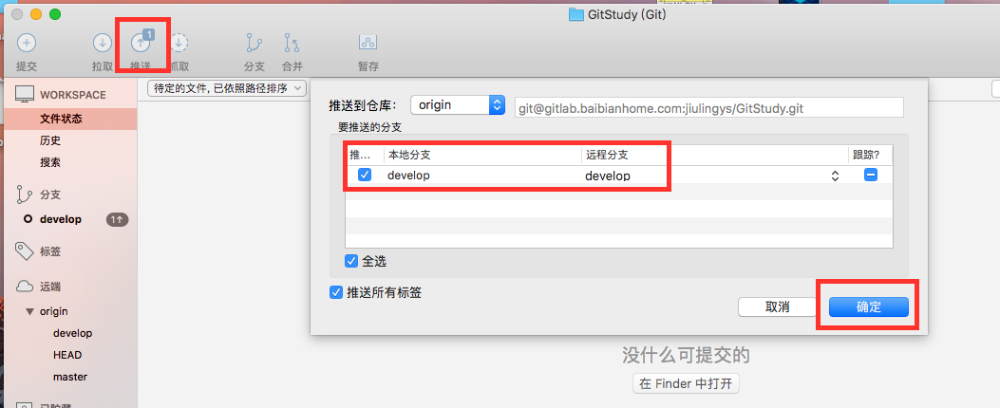 GitStudy (Git)
1
提交 拉取 推送 抓取 分支 合并 暂存
WORKSPACE
文件状态
历史
搜索
分支
develop 1↑
标签
远端
origin
develop
HEAD
master
已贮藏
待定的文件, 已依照路径排序
推送到仓库： origin git@gitlab.baibianhome.com:jiulingys/GitStudy.git
要推送的分支
推... 本地分支 远程分支 跟踪?
develop develop
全选
推送所有标签
取消 确定
没什么可提交的
在 Finder 中打开